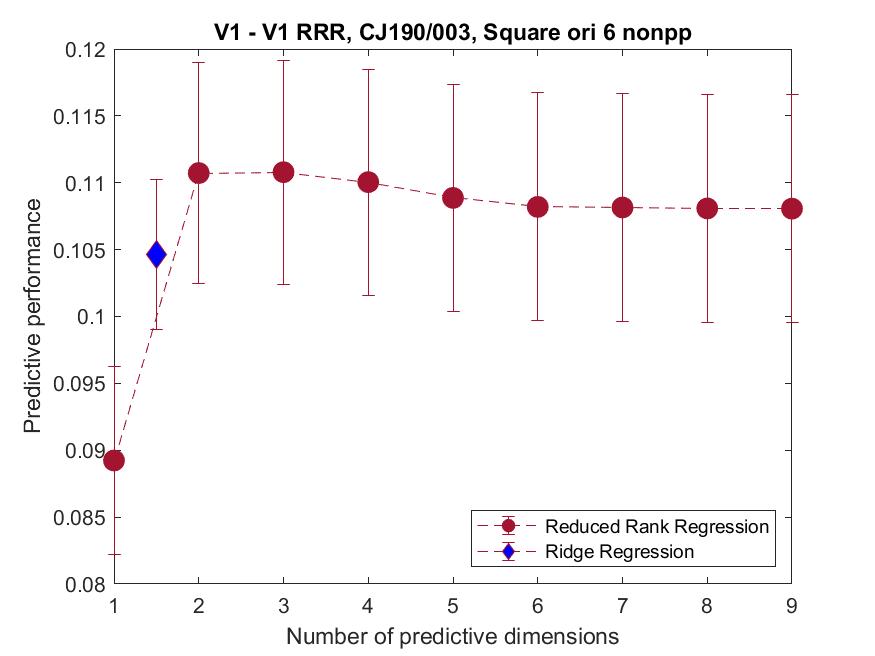 V1 - V1 RRR, CJ190/003, Square ori 6 nonpp
0.12
0.115
0.11
0.105
0.1
0.095
0.09
0.085
0.08
Predictive performance
1 2 3 4 5 6 7 8 9
Number of predictive dimensions
Reduced Rank Regression
Ridge Regression